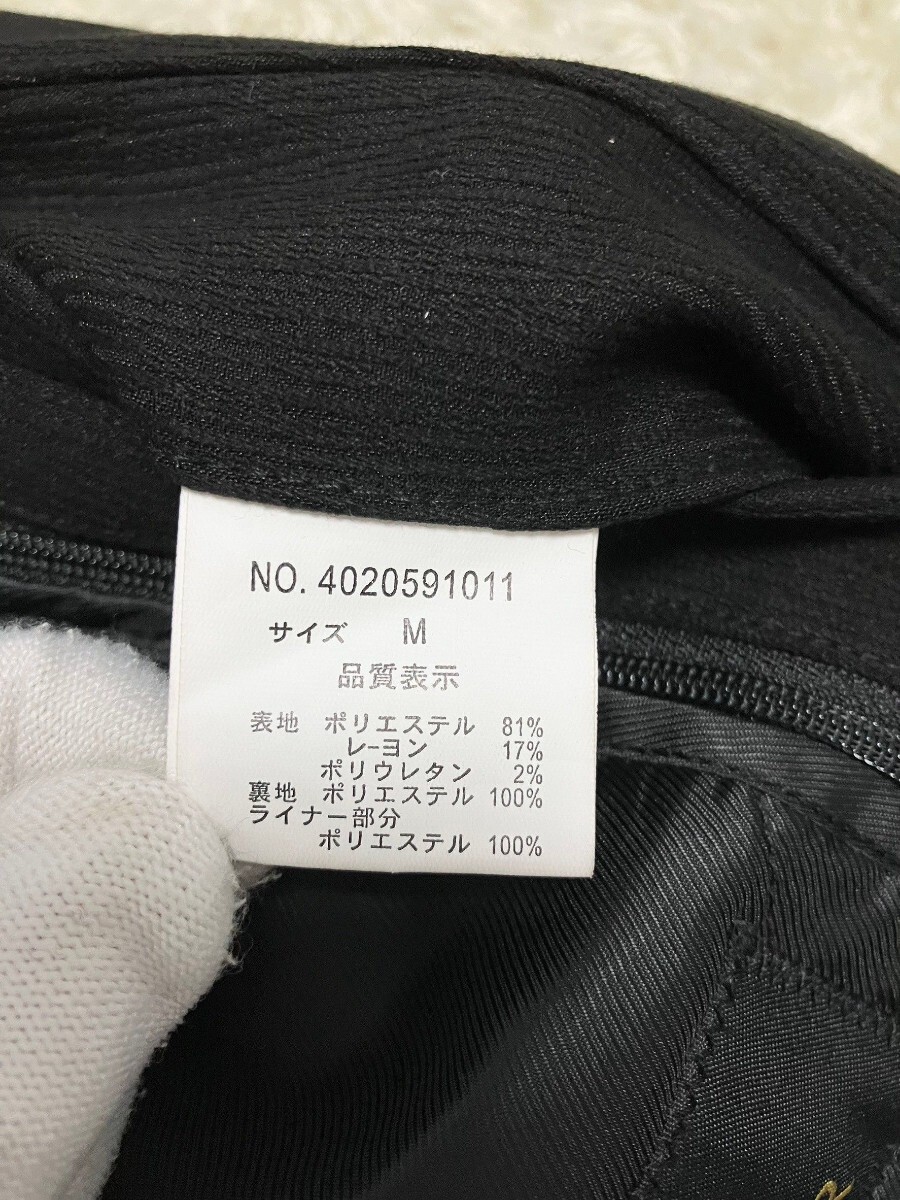 NO. 4020591011
サイズ M
品質表示
表地 ポリエステル 81%
レーヨン 17%
ポリウレタン 2%
裏地 ポリエステル 100%
ライナー部分
ポリエステル 100%